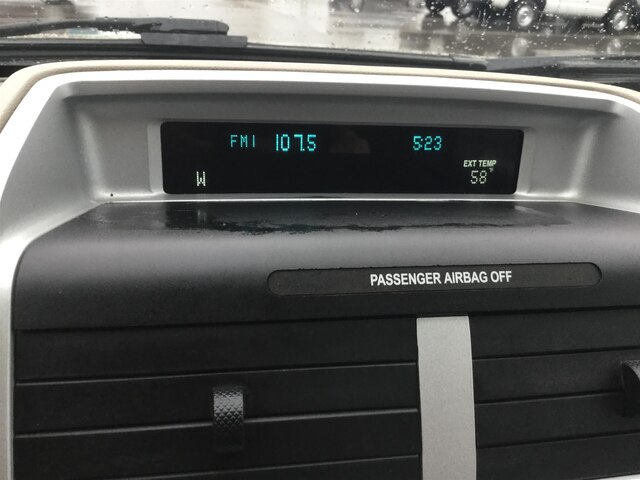 FM1 107.5 5:23
EXT TEMP
W 58°F
PASSENGER AIRBAG OFF